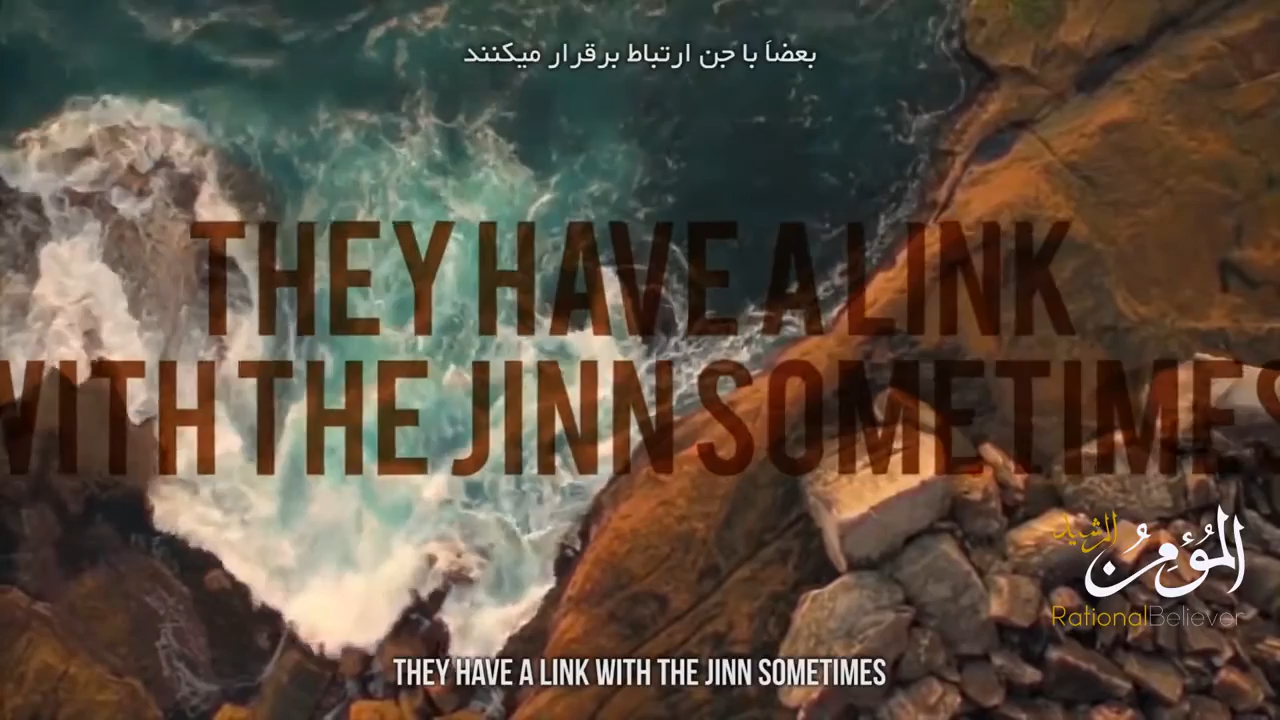 بعضاً با جن ارتباط برقرار میکنند
THEY HAVE A LINK
WITH THE JINN SOMETIMES
المؤمن الرشيد
RationalBeliever
THEY HAVE A LINK WITH THE JINN SOMETIMES